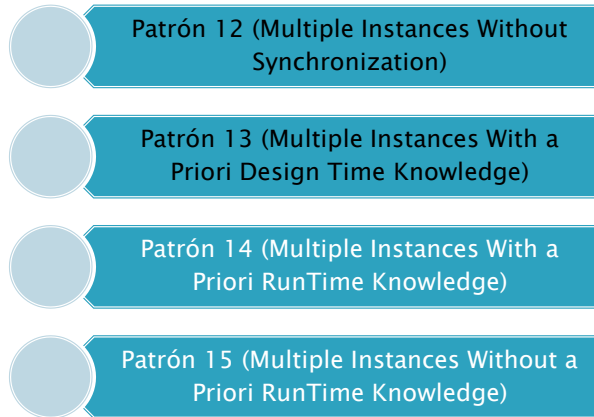 Patrón 12 (Multiple Instances Without
Synchronization)
Patrón 13 (Multiple Instances With a
Priori Design Time Knowledge)
Patrón 14 (Multiple Instances With a
Priori RunTime Knowledge)
Patrón 15 (Multiple Instances Without a
Priori RunTime Knowledge)